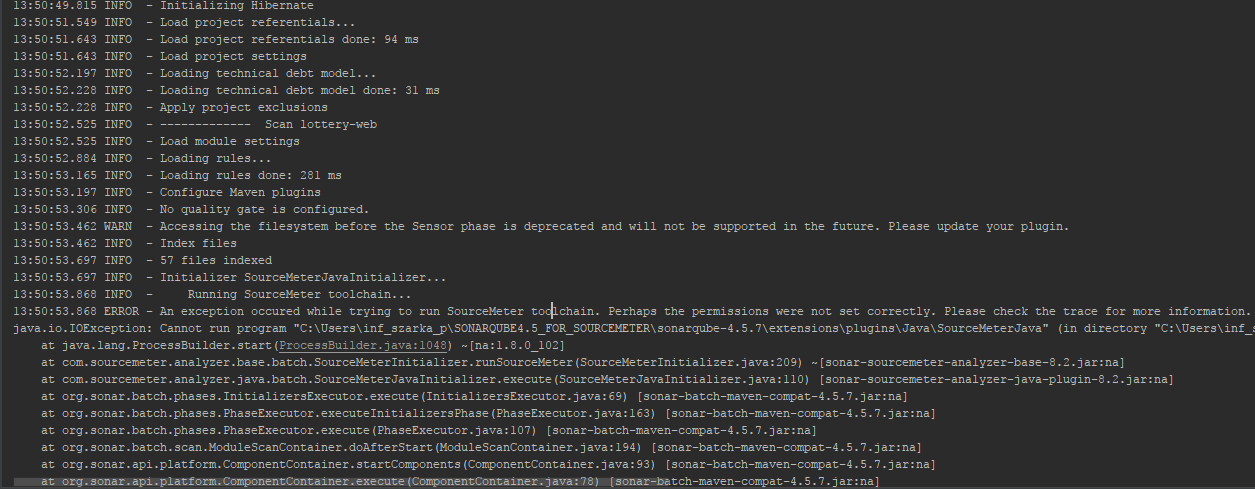 13:50:49.815 INFO  - Initializing Hibernate
13:50:51.549 INFO  - Load project referentials...
13:50:51.643 INFO  - Load project referentials done: 94 ms
13:50:51.643 INFO  - Load project settings
13:50:52.197 INFO  - Loading technical debt model...
13:50:52.228 INFO  - Loading technical debt model done: 31 ms
13:50:52.228 INFO  - Apply project exclusions
13:50:52.525 INFO  - -------------  Scan lottery-web
13:50:52.525 INFO  - Load module settings
13:50:52.884 INFO  - Loading rules...
13:50:53.165 INFO  - Loading rules done: 281 ms
13:50:53.197 INFO  - Configure Maven plugins
13:50:53.306 INFO  - No quality gate is configured.
13:50:53.462 WARN  - Accessing the filesystem before the Sensor phase is deprecated and will not be supported in the future. Please update your plugin.
13:50:53.462 INFO  - Index files
13:50:53.697 INFO  - 57 files indexed
13:50:53.697 INFO  - Initializer SourceMeterJavaInitializer...
13:50:53.868 INFO  -     Running SourceMeter toolchain...
13:50:53.868 ERROR - An exception occured while trying to run SourceMeter toolchain. Perhaps the permissions were not set correctly. Please check the trace for more information.
java.io.IOException: Cannot run program "C:\Users\inf_szarka_p\SONARQUBE4.5_FOR_SOURCEMETER\sonarqube-4.5.7\extensions\plugins\Java\SourceMeterJava" (in directory "C:\Users\inf_s
    at java.lang.ProcessBuilder.start(ProcessBuilder.java:1048) ~[na:1.8.0_102]
    at com.sourcemeter.analyzer.base.batch.SourceMeterInitializer.runSourceMeter(SourceMeterInitializer.java:209) ~[sonar-sourcemeter-analyzer-base-8.2.jar:na]
    at com.sourcemeter.analyzer.java.batch.SourceMeterJavaInitializer.execute(SourceMeterJavaInitializer.java:110) [sonar-sourcemeter-analyzer-java-plugin-8.2.jar:na]
    at org.sonar.batch.phases.InitializersExecutor.execute(InitializersExecutor.java:69) [sonar-batch-maven-compat-4.5.7.jar:na]
    at org.sonar.batch.phases.PhaseExecutor.executeInitializersPhase(PhaseExecutor.java:163) [sonar-batch-maven-compat-4.5.7.jar:na]
    at org.sonar.batch.phases.PhaseExecutor.execute(PhaseExecutor.java:107) [sonar-batch-maven-compat-4.5.7.jar:na]
    at org.sonar.batch.scan.ModuleScanContainer.doAfterStart(ModuleScanContainer.java:194) [sonar-batch-maven-compat-4.5.7.jar:na]
    at org.sonar.api.platform.ComponentContainer.startComponents(ComponentContainer.java:93) [sonar-batch-maven-compat-4.5.7.jar:na]
    at org.sonar.api.platform.ComponentContainer.execute(ComponentContainer.java:78) [sonar-batch-maven-compat-4.5.7.jar:na]